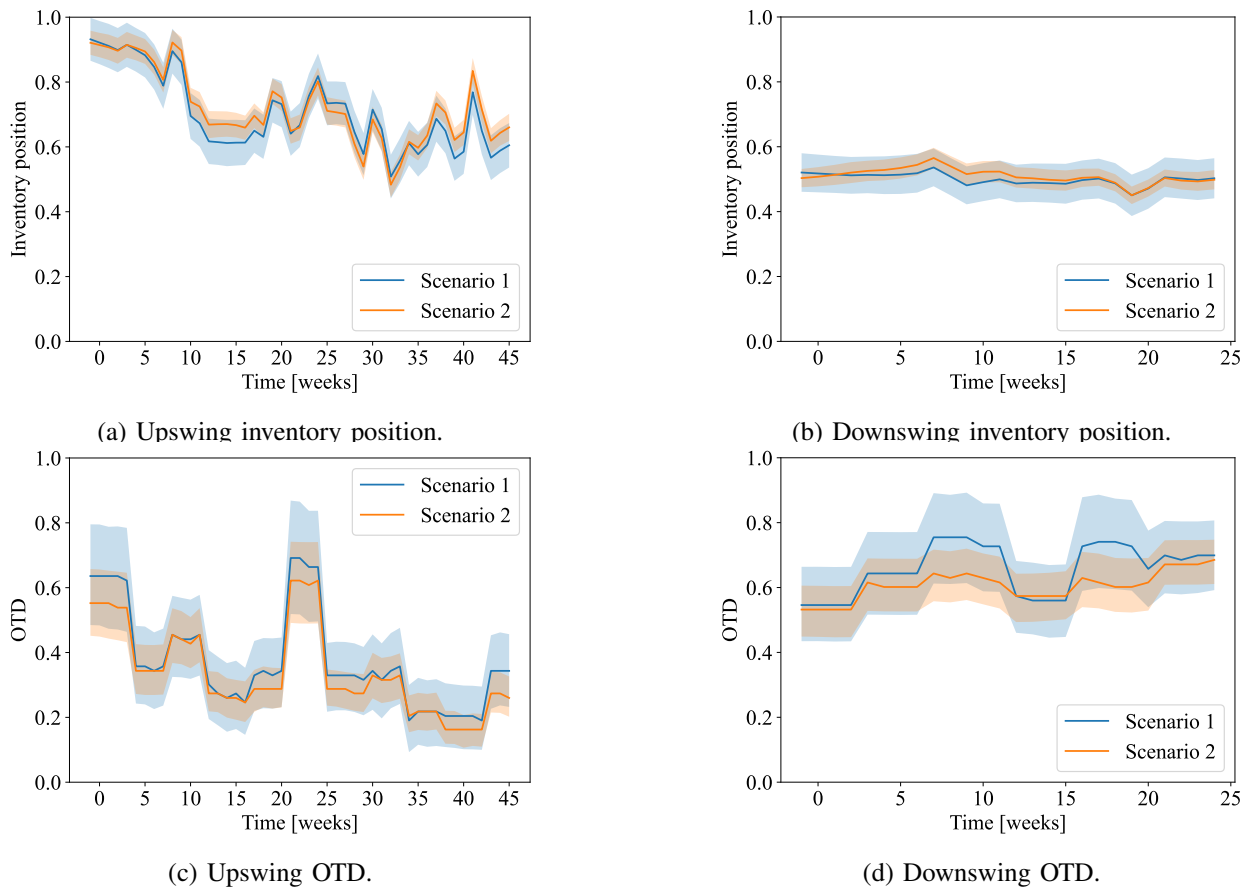 1.0
0.8
0.6
0.4
0.2
0.0
Inventory position
Scenario 1
Scenario 2
0 5 10 15 20 25 30 35 40 45
Time [weeks]
(a) Upswing inventory position.
1.0
0.8
0.6
0.4
0.2
0.0
Inventory position
Scenario 1
Scenario 2
0 5 10 15 20 25
Time [weeks]
(b) Downswing inventory position.
1.0
0.8
0.6
0.4
0.2
0.0
OTD
Scenario 1
Scenario 2
0 5 10 15 20 25 30 35 40 45
Time [weeks]
(c) Upswing OTD.
1.0
0.8
0.6
0.4
0.2
0.0
OTD
Scenario 1
Scenario 2
0 5 10 15 20 25
Time [weeks]
(d) Downswing OTD.